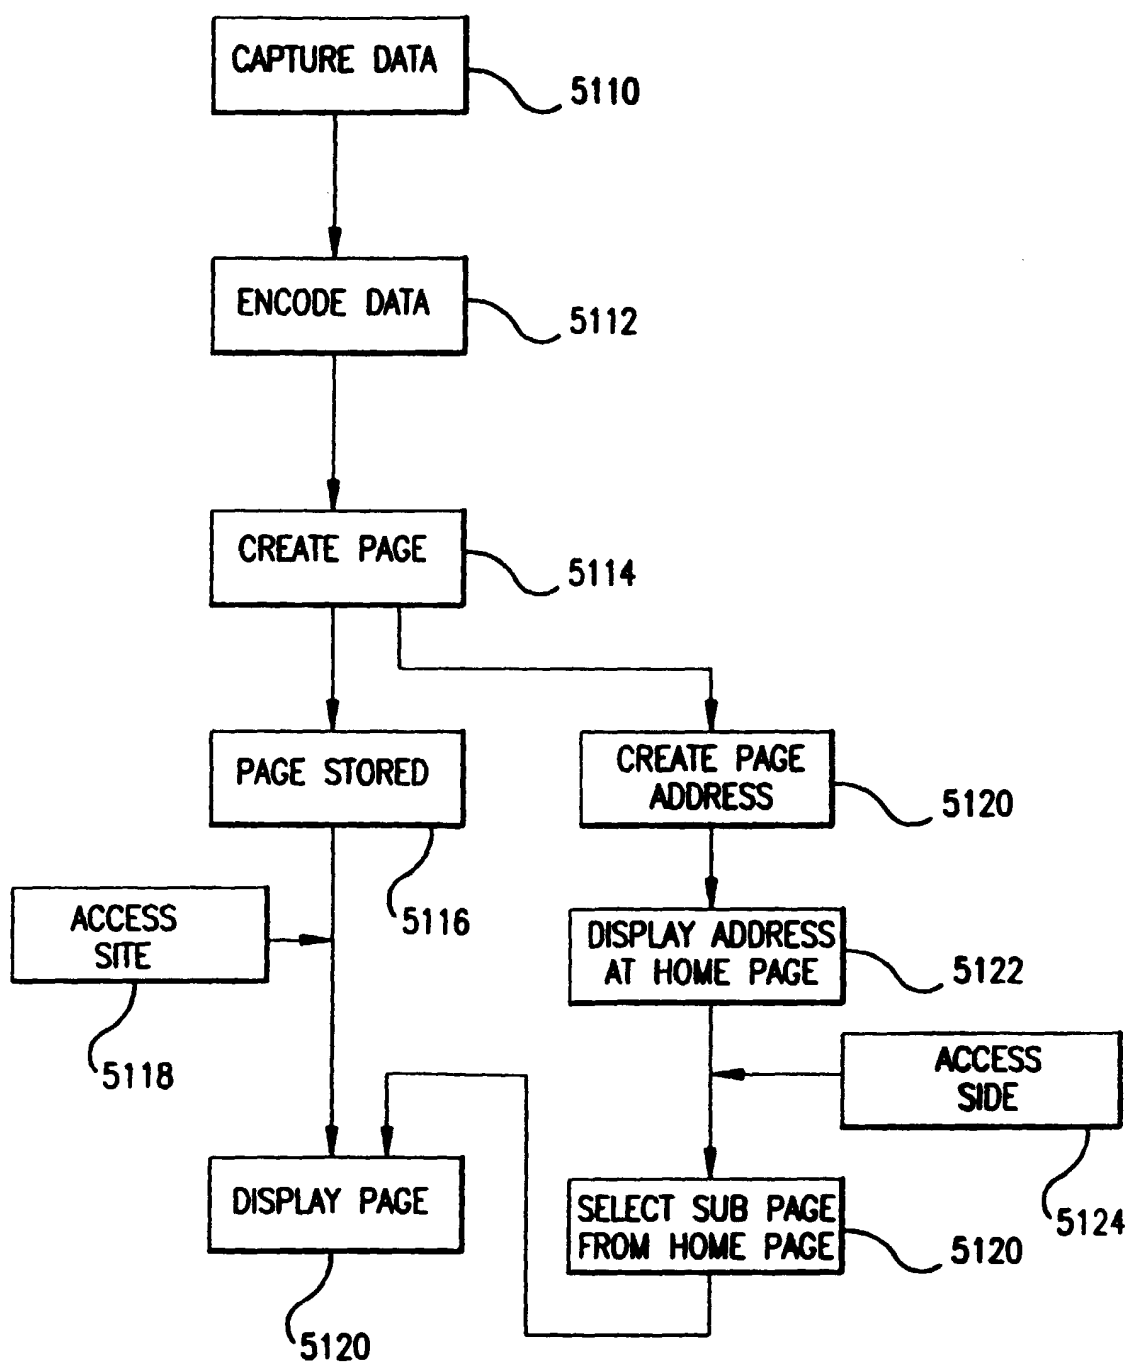 CAPTURE DATA
5110
ENCODE DATA
5112
CREATE PAGE
5114
PAGE STORED
5116
CREATE PAGE
ADDRESS
5120
ACCESS
SITE
5118
DISPLAY ADDRESS
AT HOME PAGE
5122
ACCESS
SIDE
5124
DISPLAY PAGE
5120
SELECT SUB PAGE
FROM HOME PAGE
5120